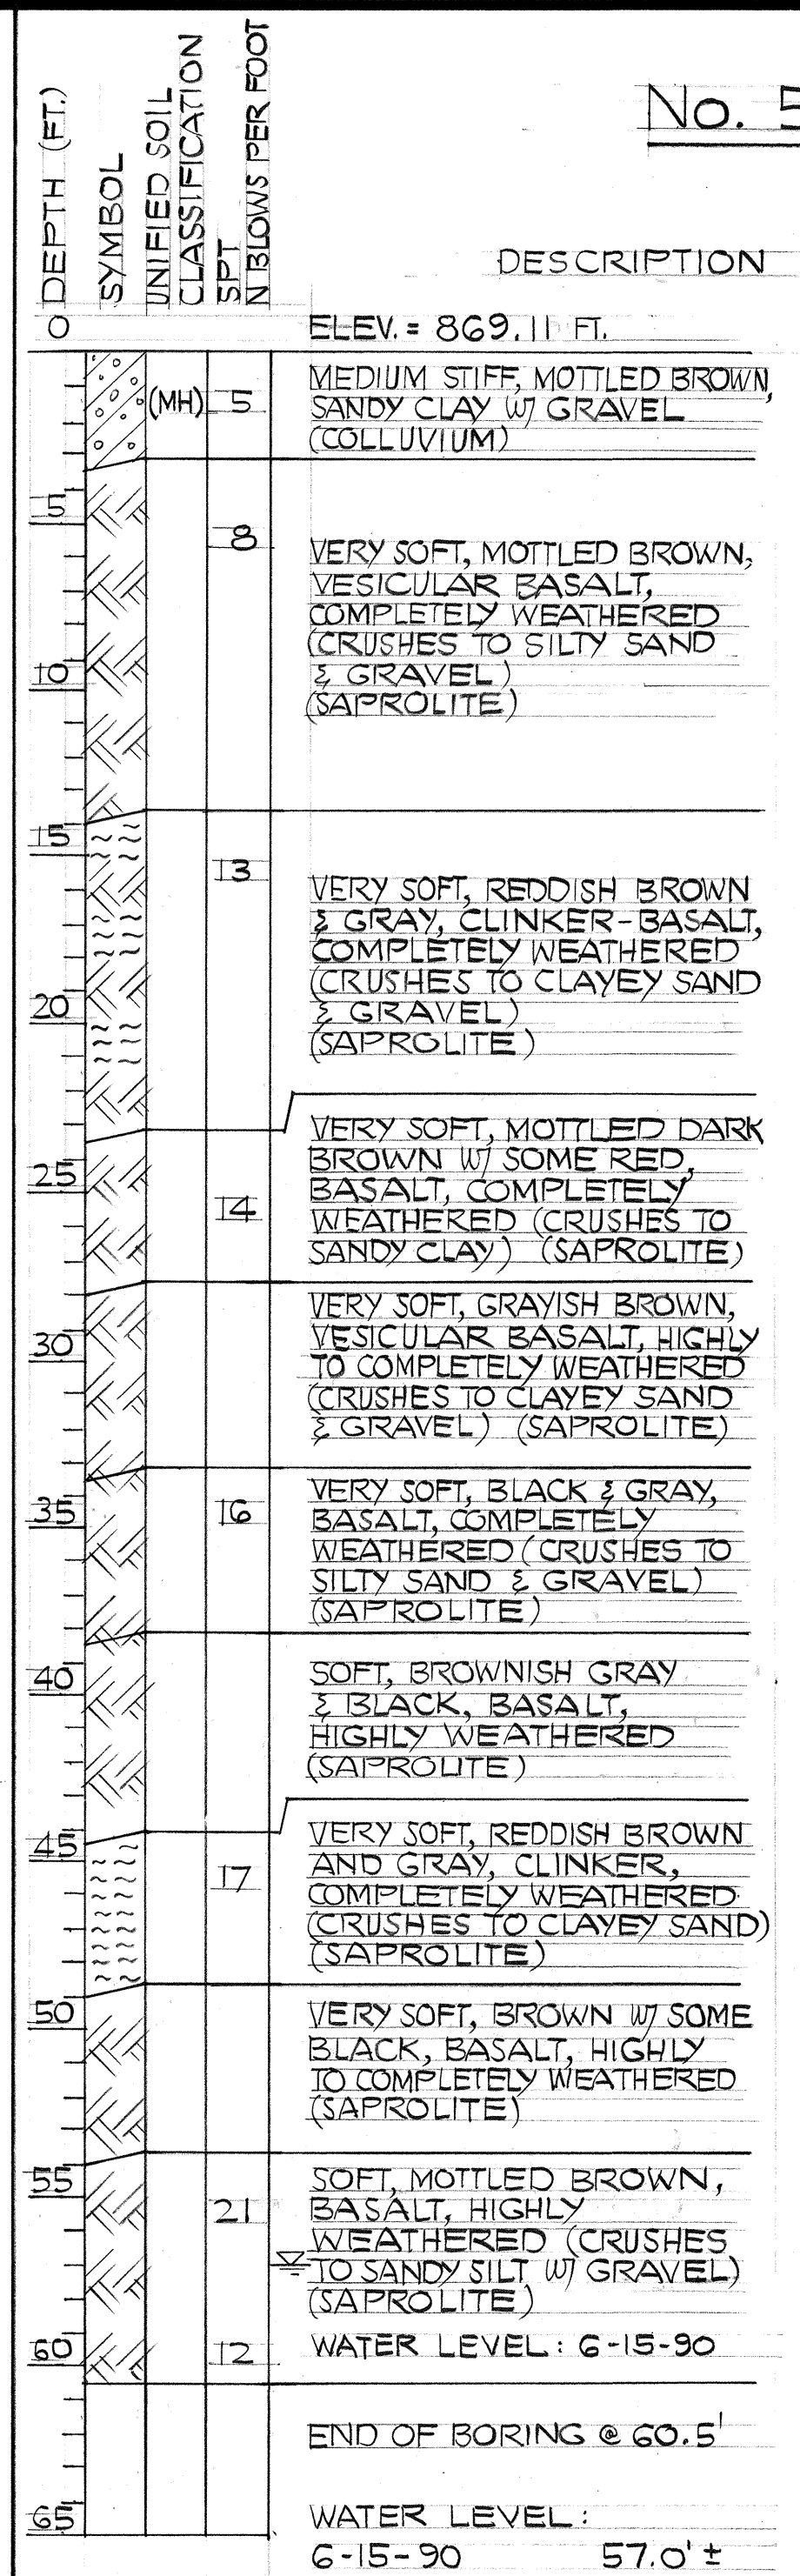 No. 5
DEPTH (FT.)
SYMBOL
UNIFIED SOIL
CLASSIFICATION
SPT
N BLOWS PER FOOT
DESCRIPTION
0
ELEV. = 869.11 FT.
MEDIUM STIFF, MOTTLED BROWN,
(MH) 5 SANDY CLAY W/ GRAVEL
(COLLUVIUM)
5
8
VERY SOFT, MOTTLED BROWN,
VESICULAR BASALT,
COMPLETELY WEATHERED
(CRUSHES TO SILTY SAND
10 & GRAVEL)
(SAPROLITE)
15
13
VERY SOFT, REDDISH BROWN
& GRAY, CLINKER-BASALT,
COMPLETELY WEATHERED
(CRUSHES TO CLAYEY SAND
20 & GRAVEL)
(SAPROLITE)
VERY SOFT, MOTTLED DARK
BROWN W/ SOME RED,
25 BASALT, COMPLETELY
14 WEATHERED (CRUSHES TO
SANDY CLAY) (SAPROLITE)
VERY SOFT, GRAYISH BROWN,
30 VESICULAR BASALT, HIGHLY
TO COMPLETELY WEATHERED
(CRUSHES TO CLAYEY SAND
& GRAVEL) (SAPROLITE)
VERY SOFT, BLACK & GRAY,
35 16 BASALT, COMPLETELY
WEATHERED (CRUSHES TO
SILTY SAND & GRAVEL)
(SAPROLITE)
40 SOFT, BROWNISH GRAY
& BLACK, BASALT,
HIGHLY WEATHERED
(SAPROLITE)
45 VERY SOFT, REDDISH BROWN
17 AND GRAY, CLINKER,
COMPLETELY WEATHERED
(CRUSHES TO CLAYEY SAND)
(SAPROLITE)
50 VERY SOFT, BROWN W/ SOME
BLACK, BASALT, HIGHLY
TO COMPLETELY WEATHERED
(SAPROLITE)
55 SOFT, MOTTLED BROWN,
21 BASALT, HIGHLY
WEATHERED (CRUSHES
TO SANDY SILT W/ GRAVEL)
(SAPROLITE)
60 12 WATER LEVEL: 6-15-90
END OF BORING @ 60.5'
65 WATER LEVEL:
6-15-90 57.0' ±